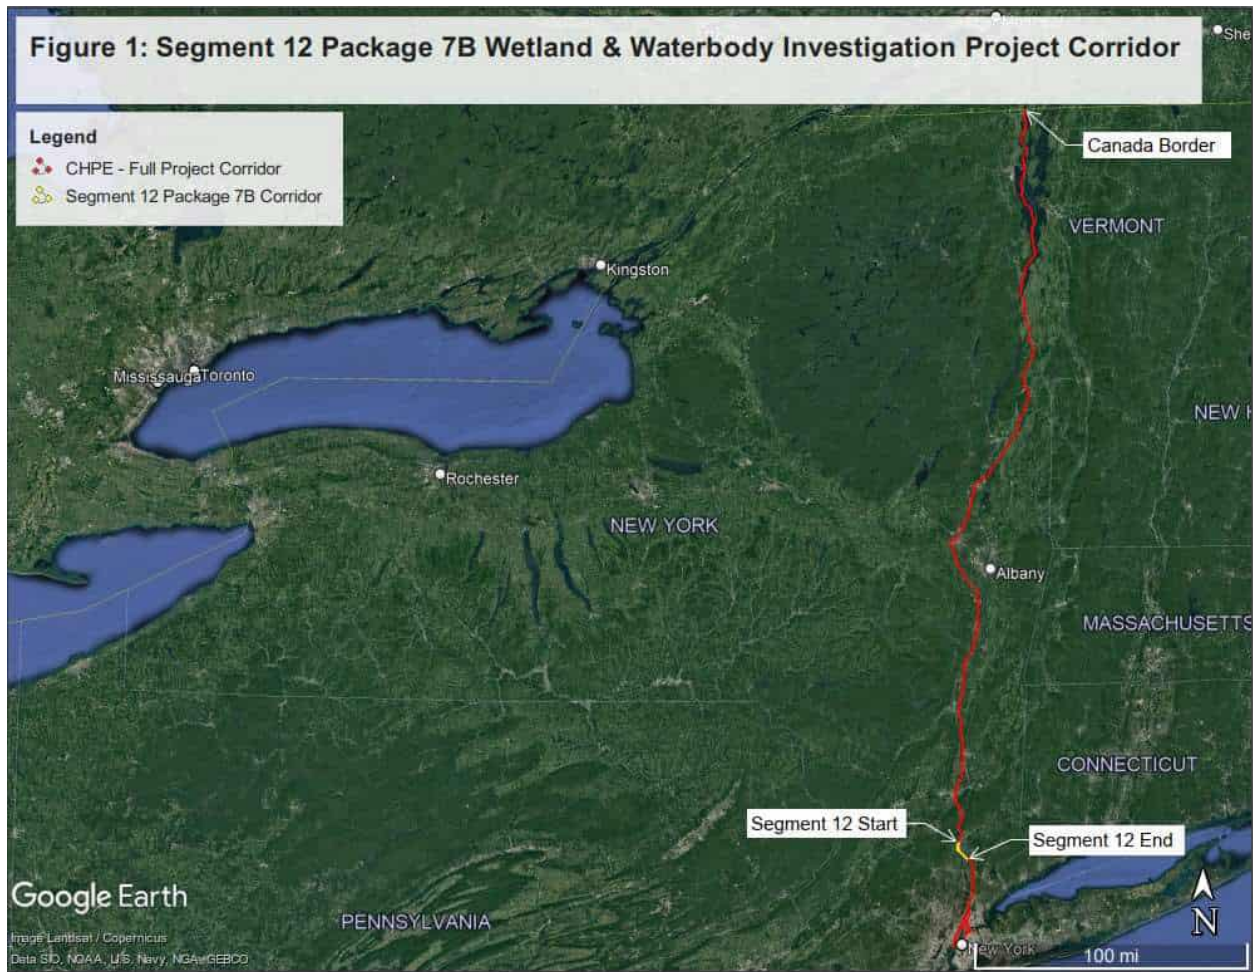 Figure 1: Segment 12 Package 7B Wetland & Waterbody Investigation Project Corridor
She
Legend
CHPE - Full Project Corridor
Segment 12 Package 7B Corridor
Canada Border
VERMONT
Kingston
Mississauga
Toronto
NEW H
Rochester
NEW YORK
Albany
MASSACHUSETTS
CONNECTICUT
Segment 12 Start
Segment 12 End
Google Earth
PENNSYLVANIA
N
Image Landsat / Copernicus
New York
100 mi
Data SIO, NOAA, U.S. Navy, NGA, GEBCO